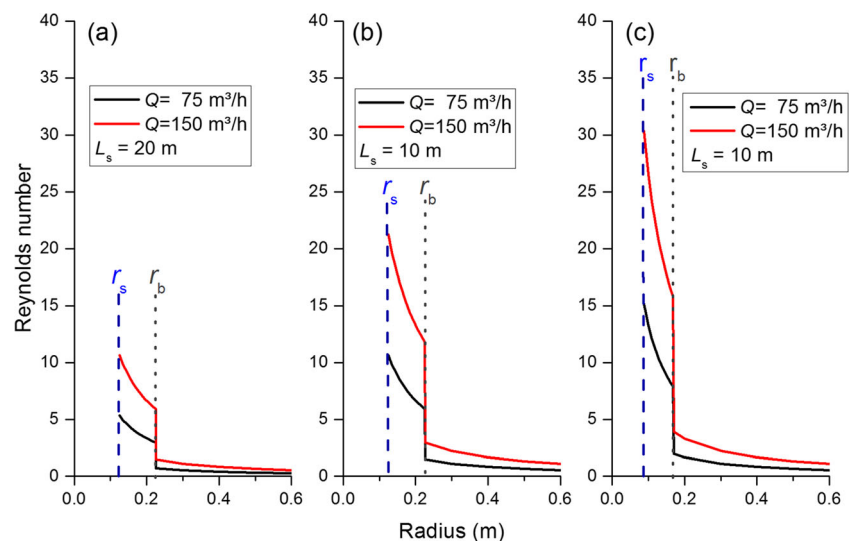 (a)
(b)
(c)
40
35
30
25
20
15
10
5
0
Reynolds number
Q= 75 m³/h
Q=150 m³/h
Lₛ = 20 m
rₛ
r_b
Q= 75 m³/h
Q=150 m³/h
Lₛ = 10 m
rₛ
r_b
rₛ
r_b
Q= 75 m³/h
Q=150 m³/h
Lₛ = 10 m
0.0 0.2 0.4 0.6
0.0 0.2 0.4 0.6
0.0 0.2 0.4 0.6
Radius (m)